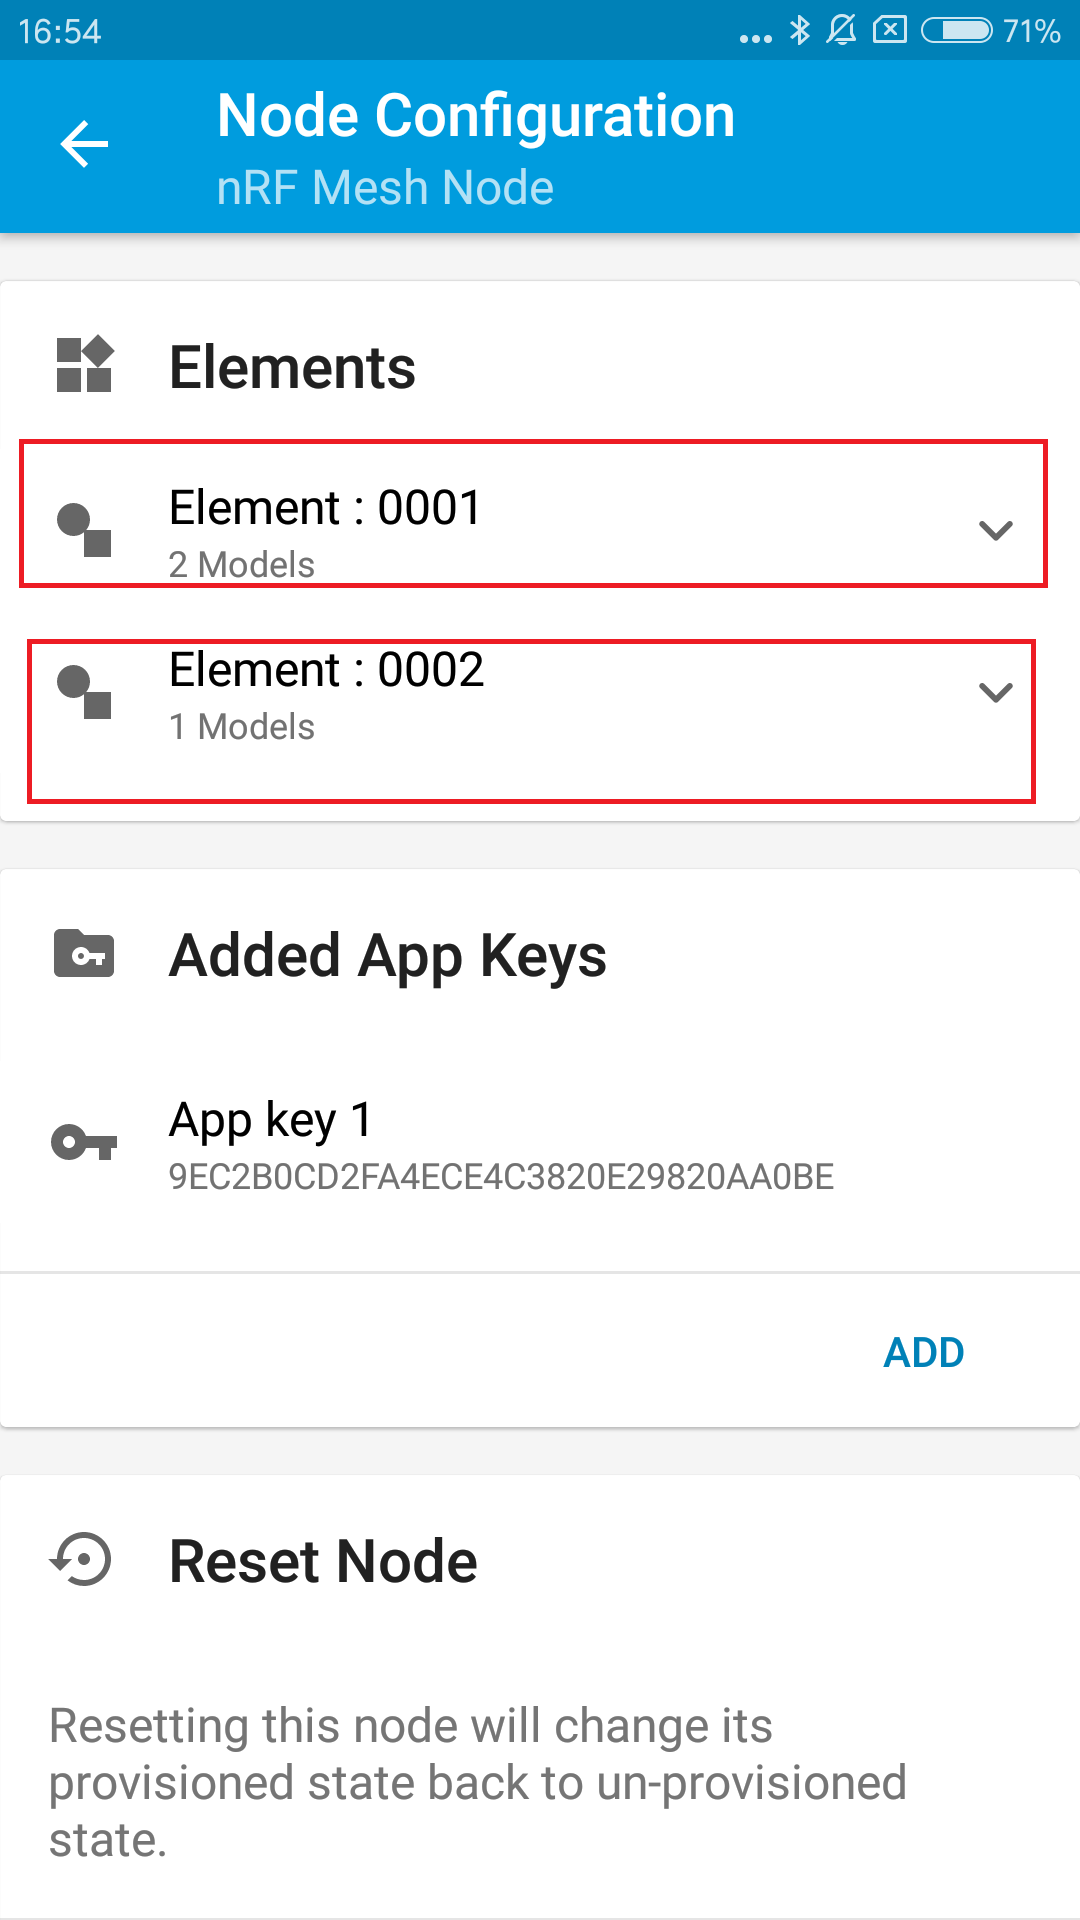 16:54
71%
Node Configuration
nRF Mesh Node
Elements
Element : 0001
2 Models
Element : 0002
1 Models
Added App Keys
App key 1
9EC2B0CD2FA4ECE4C3820E29820AA0BE
ADD
Reset Node
Resetting this node will change its
provisioned state back to un-provisioned
state.